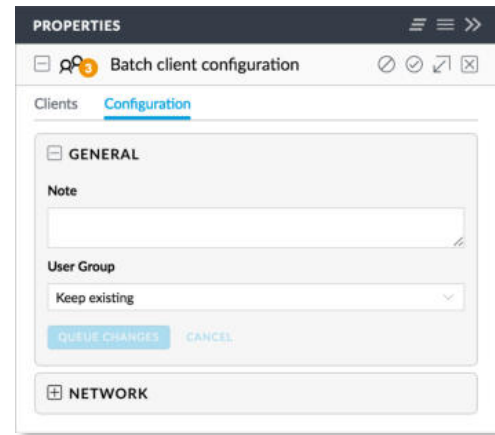 PROPERTIES
3 Batch client configuration
Clients Configuration
GENERAL
Note
User Group
Keep existing
QUEUE CHANGES CANCEL
NETWORK